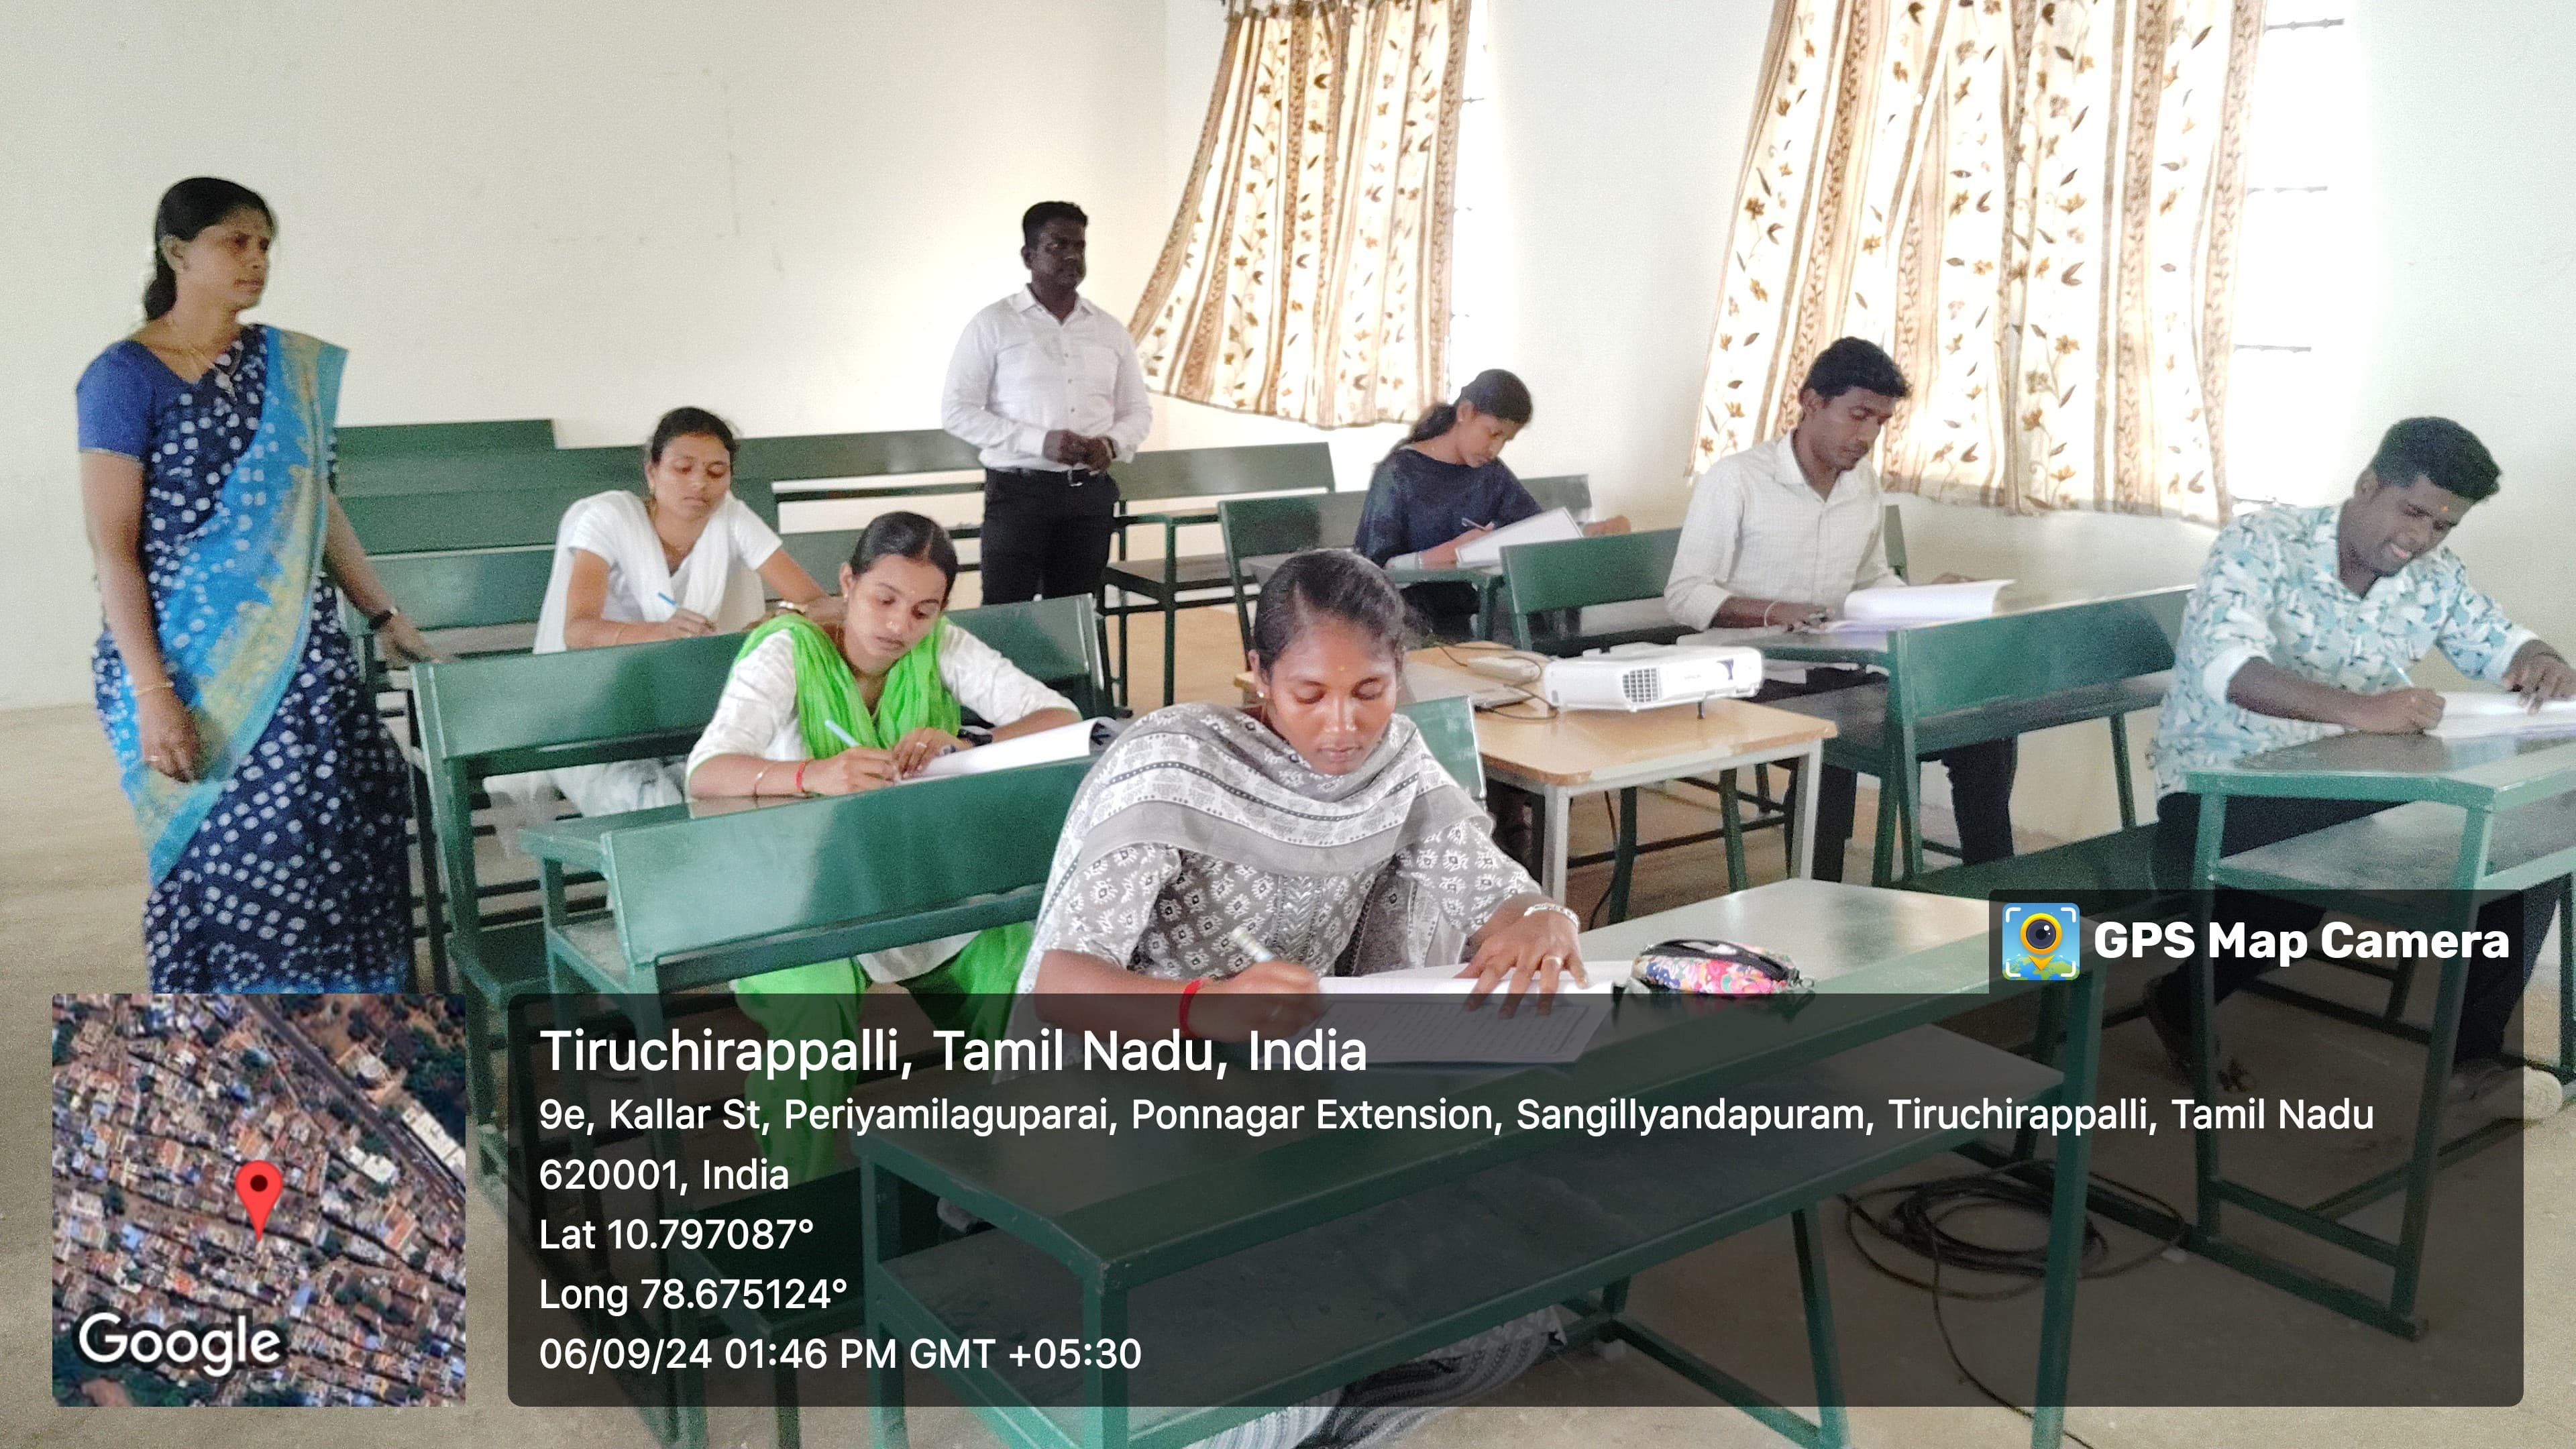 GPS Map Camera
Tiruchirappalli, Tamil Nadu, India
9e, Kallar St, Periyamilaguparai, Ponnagar Extension, Sangillyandapuram, Tiruchirappalli, Tamil Nadu
620001, India
Lat 10.797087°
Long 78.675124°
06/09/24 01:46 PM GMT +05:30
Google